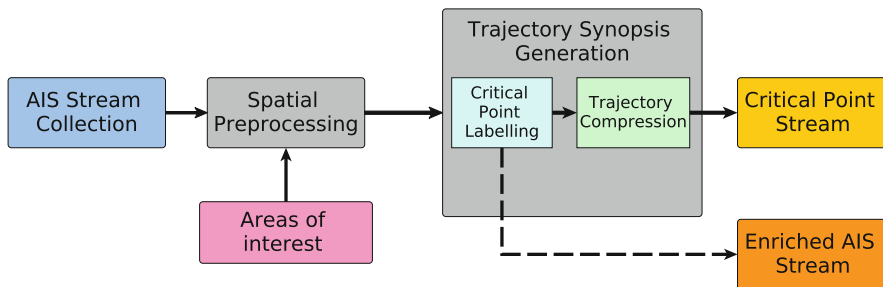 AIS Stream
Collection
Spatial
Preprocessing
Areas of
interest
Trajectory Synopsis
Generation
Critical
Point
Labelling
Trajectory
Compression
Critical Point
Stream
Enriched AIS
Stream